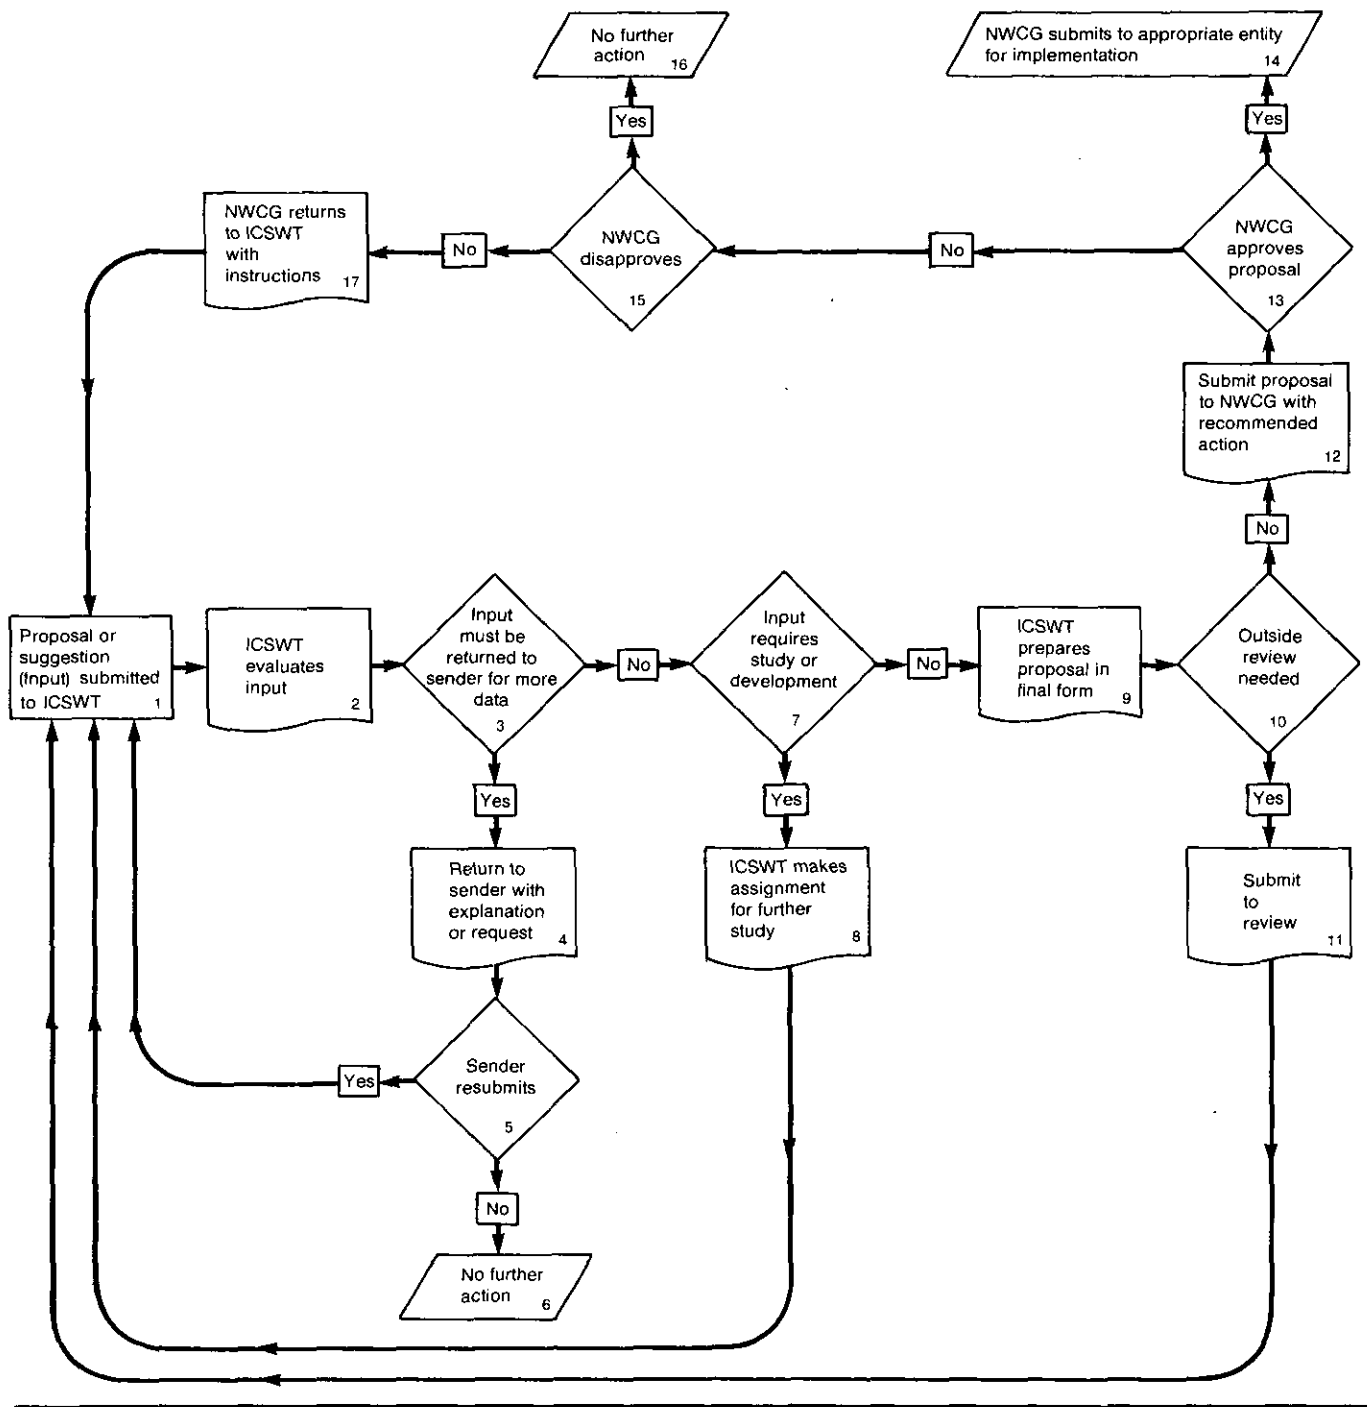 No further
action
16
NWCG submits to appropriate entity
for implementation
14
Yes
Yes
NWCG returns
to ICSWT
with
instructions
17
No
NWCG
disapproves
15
No
NWCG
approves
proposal
13
Submit proposal
to NWCG with
recommended
action
12
No
Proposal or
suggestion
(Input) submitted
to ICSWT
1
ICSWT
evaluates
input
2
Input
must be
returned to
sender for more
data
3
No
Input
requires
study or
development
7
No
ICSWT
prepares
proposal in
final form
9
Outside
review
needed
10
Yes
Yes
Yes
Return to
sender with
explanation
or request
4
ICSWT makes
assignment
for further
study
8
Submit
to
review
11
Yes
Sender
resubmits
5
No
No further
action
6